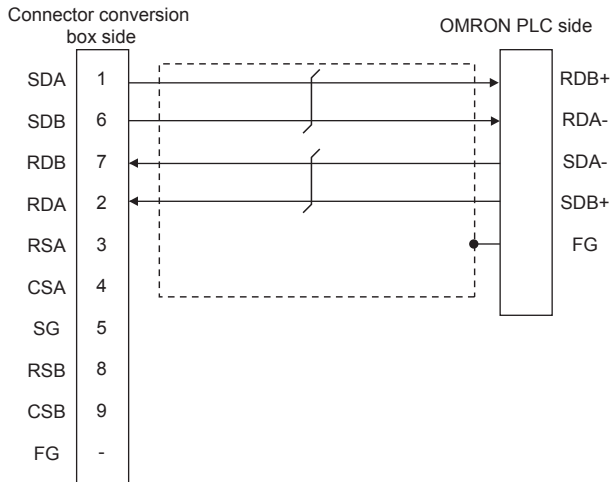 Connector conversion
box side
OMRON PLC side
SDA 1 RDB+
SDB 6 RDA-
RDB 7 SDA-
RDA 2 SDB+
RSA 3 FG
CSA 4
SG 5
RSB 8
CSB 9
FG -